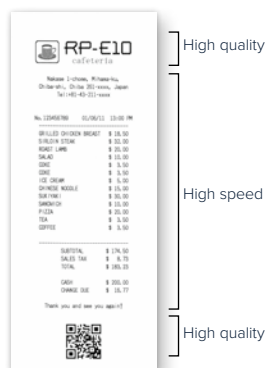 RP-E10
cafeteria
Nakase 1-chome, Mihama-ku,
Chiba-shi, Chiba 261-xxxx, Japan
Tel:+81-43-211-xxxx
No. 123456789 01/08/11 13:00 PM
GRILLED CHICKEN BREAST $ 18.50
SIRLOIN STEAK $ 32.00
ROAST LAMB $ 20.00
SALAD $ 10.00
COKE $ 3.50
COKE $ 3.50
ICE CREAM $ 5.00
CHINESE NOODLE $ 15.00
SUKIYAKI $ 30.00
SANDWICH $ 10.00
PIZZA $ 20.00
TEA $ 3.50
COFFEE $ 3.50
SUBTOTAL $ 174.50
SALES TAX $ 8.75
TOTAL $ 183.25
CASH $ 200.00
CHANGE DUE $ 16.77
Thank you and see you again!
High quality
High speed
High quality